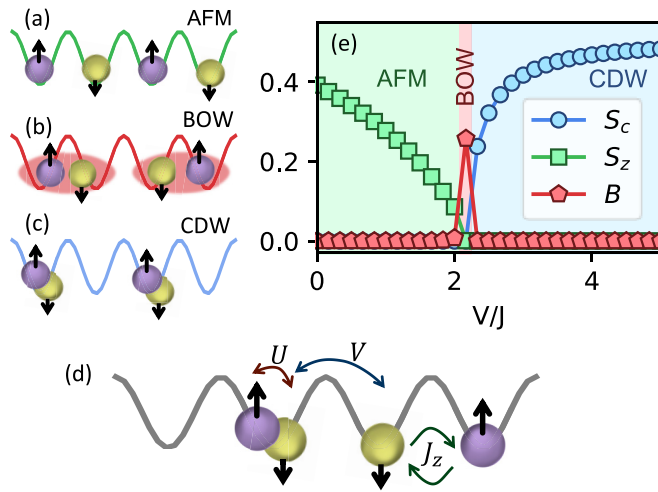 (a) AFM
(b) BOW
(c) CDW
(e)
AFM BOW CDW
S_c
S_z
B
0.4
0.2
0.0
0 2 4
V/J
(d) U V
J_z